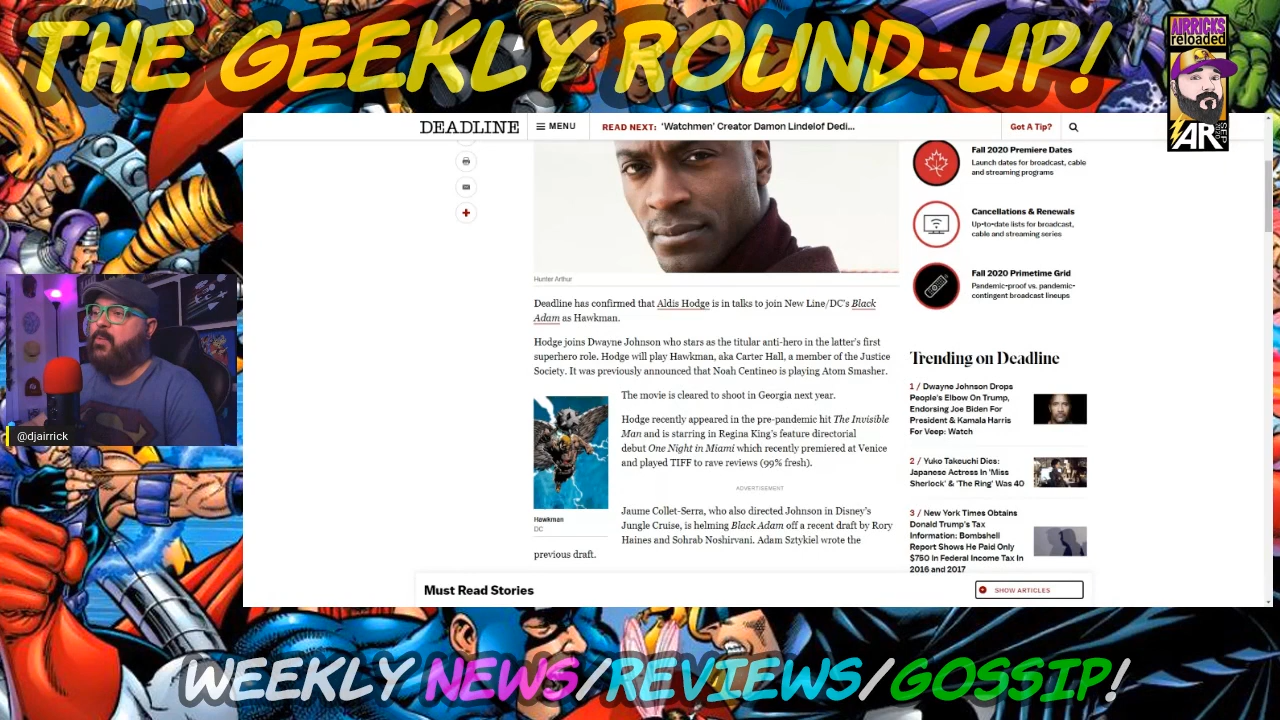 THE GEEKLY ROUND-UP!
AIRRICKS
reloaded
AR
SEP
DEADLINE
MENU
READ NEXT: 'Watchmen' Creator Damon Lindelof Dedi...
Got A Tip?
Hunter Arthur
Deadline has confirmed that Aldis Hodge is in talks to join New Line/DC's Black
Adam as Hawkman.
Hodge joins Dwayne Johnson who stars as the titular anti-hero in the latter's first
superhero role. Hodge will play Hawkman, aka Carter Hall, a member of the Justice
Society. It was previously announced that Noah Centineo is playing Atom Smasher.
The movie is cleared to shoot in Georgia next year.
Hodge recently appeared in the pre-pandemic hit The Invisible
Man and is starring in Regina King's feature directorial
debut One Night in Miami which recently premiered at Venice
and played TIFF to rave reviews (99% fresh).
ADVERTISEMENT
Hawkman
DC
Jaume Collet-Serra, who also directed Johnson in Disney's
Jungle Cruise, is helming Black Adam off a recent draft by Rory
Haines and Sohrab Noshirvani. Adam Sztykiel wrote the
previous draft.
Fall 2020 Premiere Dates
Launch dates for broadcast, cable
and streaming programs
Cancellations & Renewals
Up-to-date lists for broadcast,
cable and streaming series
Fall 2020 Primetime Grid
Pandemic-proof vs. pandemic-
contingent broadcast lineups
Trending on Deadline
1 / Dwayne Johnson Drops
People's Elbow On Trump,
Endorsing Joe Biden For
President & Kamala Harris
For Veep: Watch
2 / Yuko Takeuchi Dies:
Japanese Actress In 'Miss
Sherlock' & 'The Ring' Was 40
3 / New York Times Obtains
Donald Trump's Tax
Information: Bombshell
Report Shows He Paid Only
$750 In Federal Income Tax In
2016 and 2017
Must Read Stories
SHOW ARTICLES
@djairrick
WEEKLY NEWS/REVIEWS/GOSSIP!